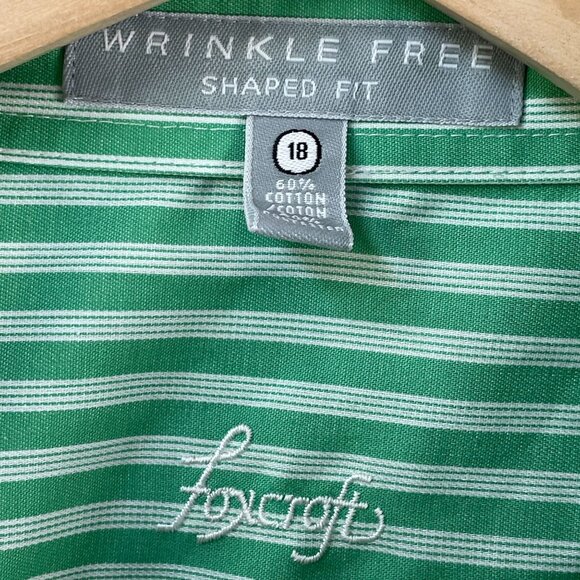 WRINKLE FREE
SHAPED FIT
18
60%
COTTON
/COTON
foxcroft